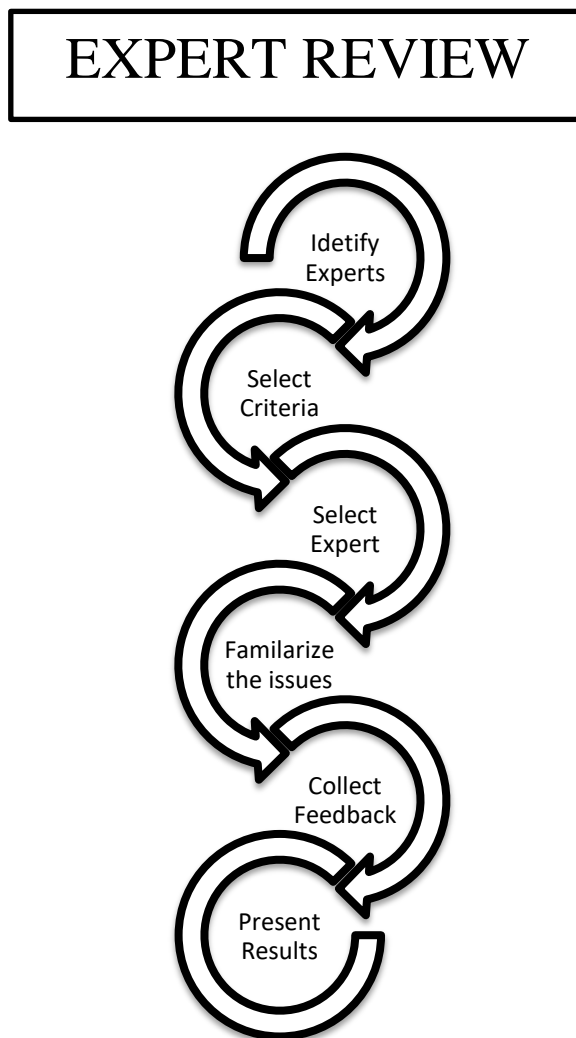 EXPERT REVIEW
Idetify
Experts
Select
Criteria
Select
Expert
Familarize
the issues
Collect
Feedback
Present
Results